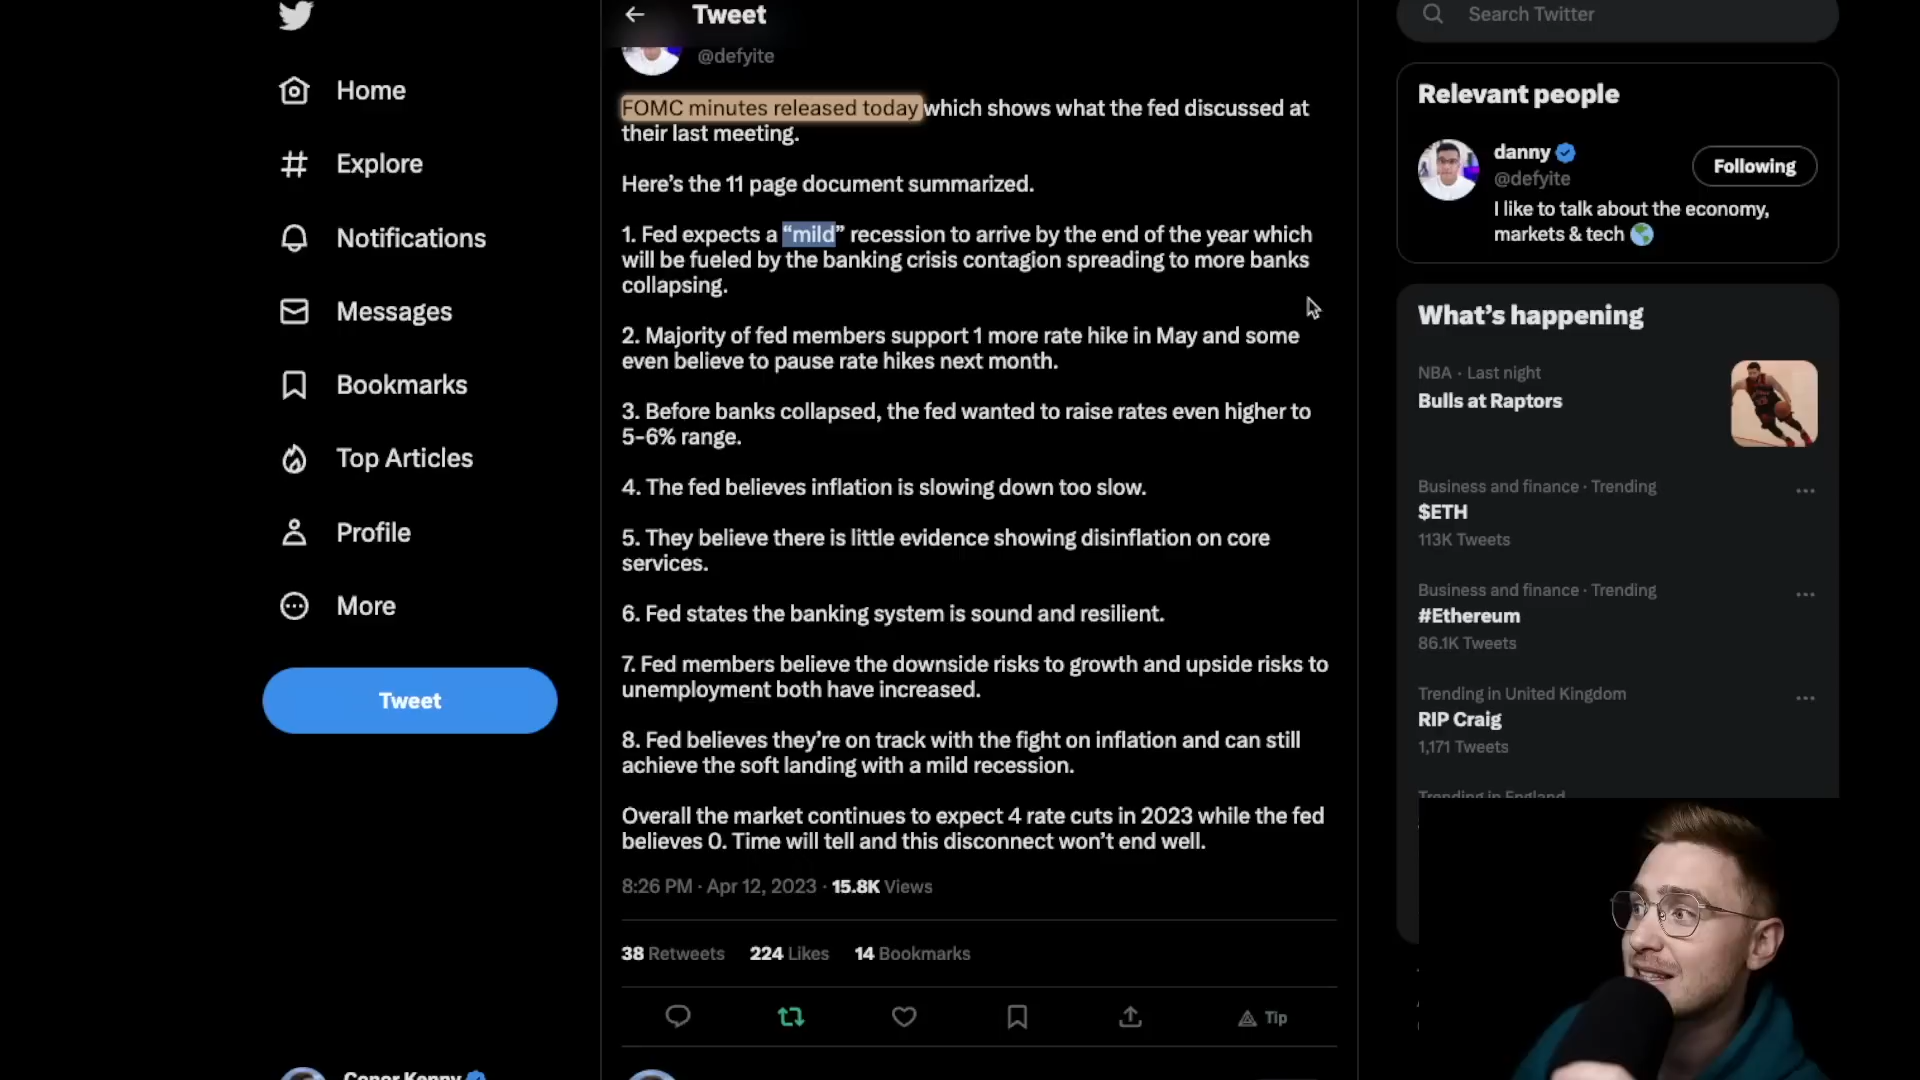 Home
Explore
Notifications
Messages
Bookmarks
Top Articles
Profile
More
Tweet
Conor Kenny
Tweet
@defyite
FOMC minutes released today which shows what the fed discussed at
their last meeting.
Here’s the 11 page document summarized.
1. Fed expects a “mild” recession to arrive by the end of the year which
will be fueled by the banking crisis contagion spreading to more banks
collapsing.
2. Majority of fed members support 1 more rate hike in May and some
even believe to pause rate hikes next month.
3. Before banks collapsed, the fed wanted to raise rates even higher to
5-6% range.
4. The fed believes inflation is slowing down too slow.
5. They believe there is little evidence showing disinflation on core
services.
6. Fed states the banking system is sound and resilient.
7. Fed members believe the downside risks to growth and upside risks to
unemployment both have increased.
8. Fed believes they’re on track with the fight on inflation and can still
achieve the soft landing with a mild recession.
Overall the market continues to expect 4 rate cuts in 2023 while the fed
believes 0. Time will tell and this disconnect won’t end well.
8:26 PM · Apr 12, 2023 · 15.8K Views
38 Retweets 224 Likes 14 Bookmarks
Tip
Search Twitter
Relevant people
danny
@defyite
Following
I like to talk about the economy,
markets & tech
What’s happening
NBA · Last night
Bulls at Raptors
Business and finance · Trending
$ETH
113K Tweets
Business and finance · Trending
#Ethereum
86.1K Tweets
Trending in United Kingdom
RIP Craig
1,171 Tweets
Trending in England